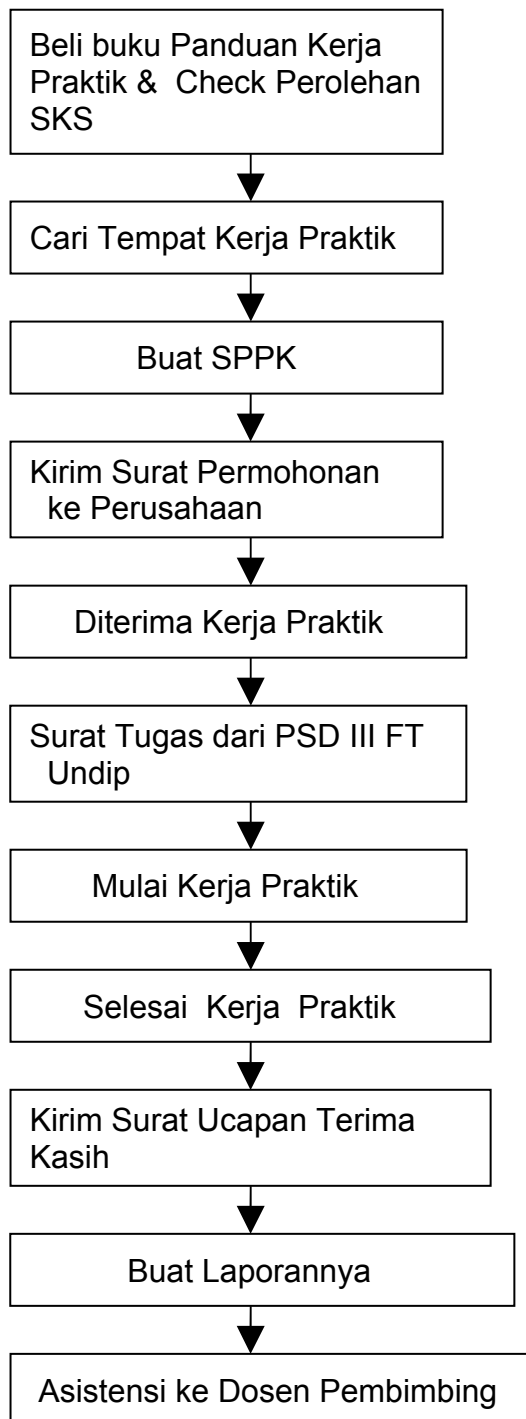 Beli buku Panduan Kerja
Praktik & Check Perolehan
SKS
Cari Tempat Kerja Praktik
Buat SPPK
Kirim Surat Permohonan
ke Perusahaan
Diterima Kerja Praktik
Surat Tugas dari PSD III FT
Undip
Mulai Kerja Praktik
Selesai Kerja Praktik
Kirim Surat Ucapan Terima
Kasih
Buat Laporannya
Asistensi ke Dosen Pembimbing